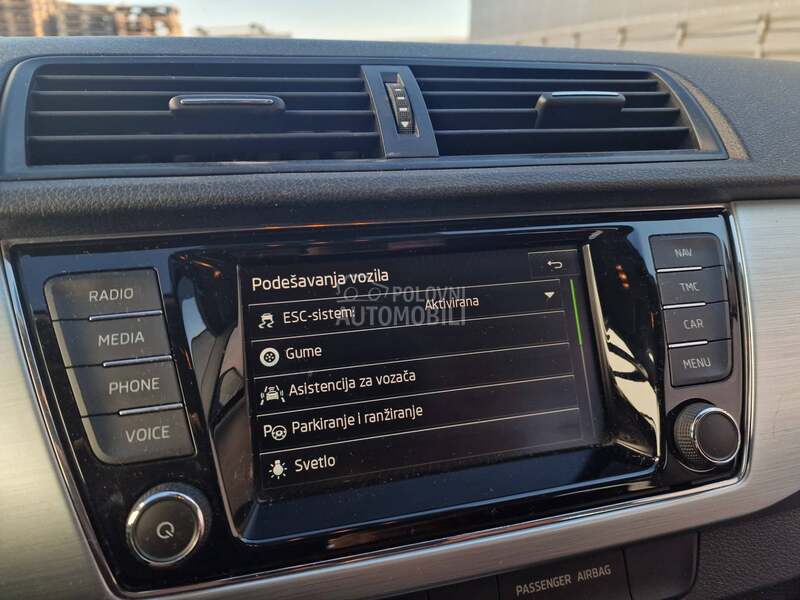 RADIO
MEDIA
PHONE
VOICE
Podešavanja vozila
ESC-sistem: Aktivirana
Gume
Asistencija za vozača
Parkiranje i ranžiranje
Svetlo
POLOVNI
AUTOMOBILI
NAV
TMC
CAR
MENU
PASSENGER AIRBAG